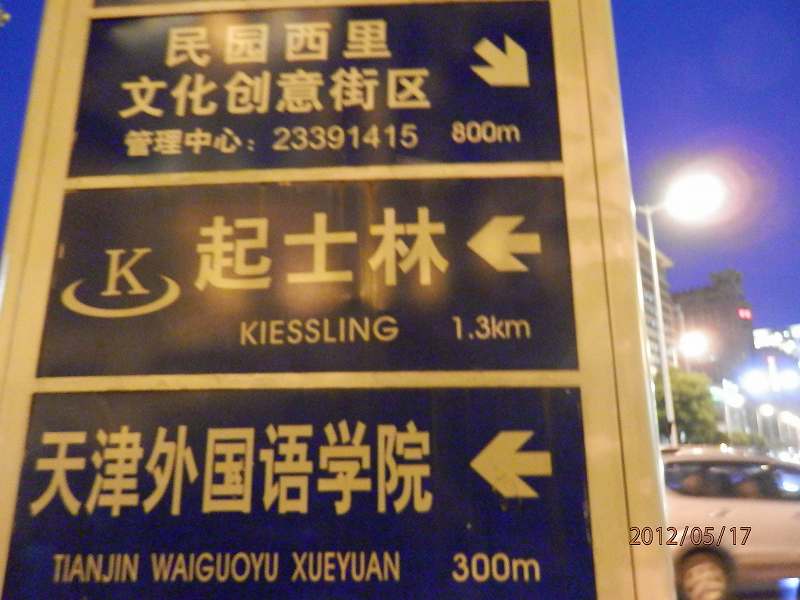 民园西里
文化创意街区
管理中心：23391415 800m
K 起士林
KIESSLING 1.3km
天津外国语学院
TIANJIN WAIGUOYU XUEYUAN 300m
2012/05/17